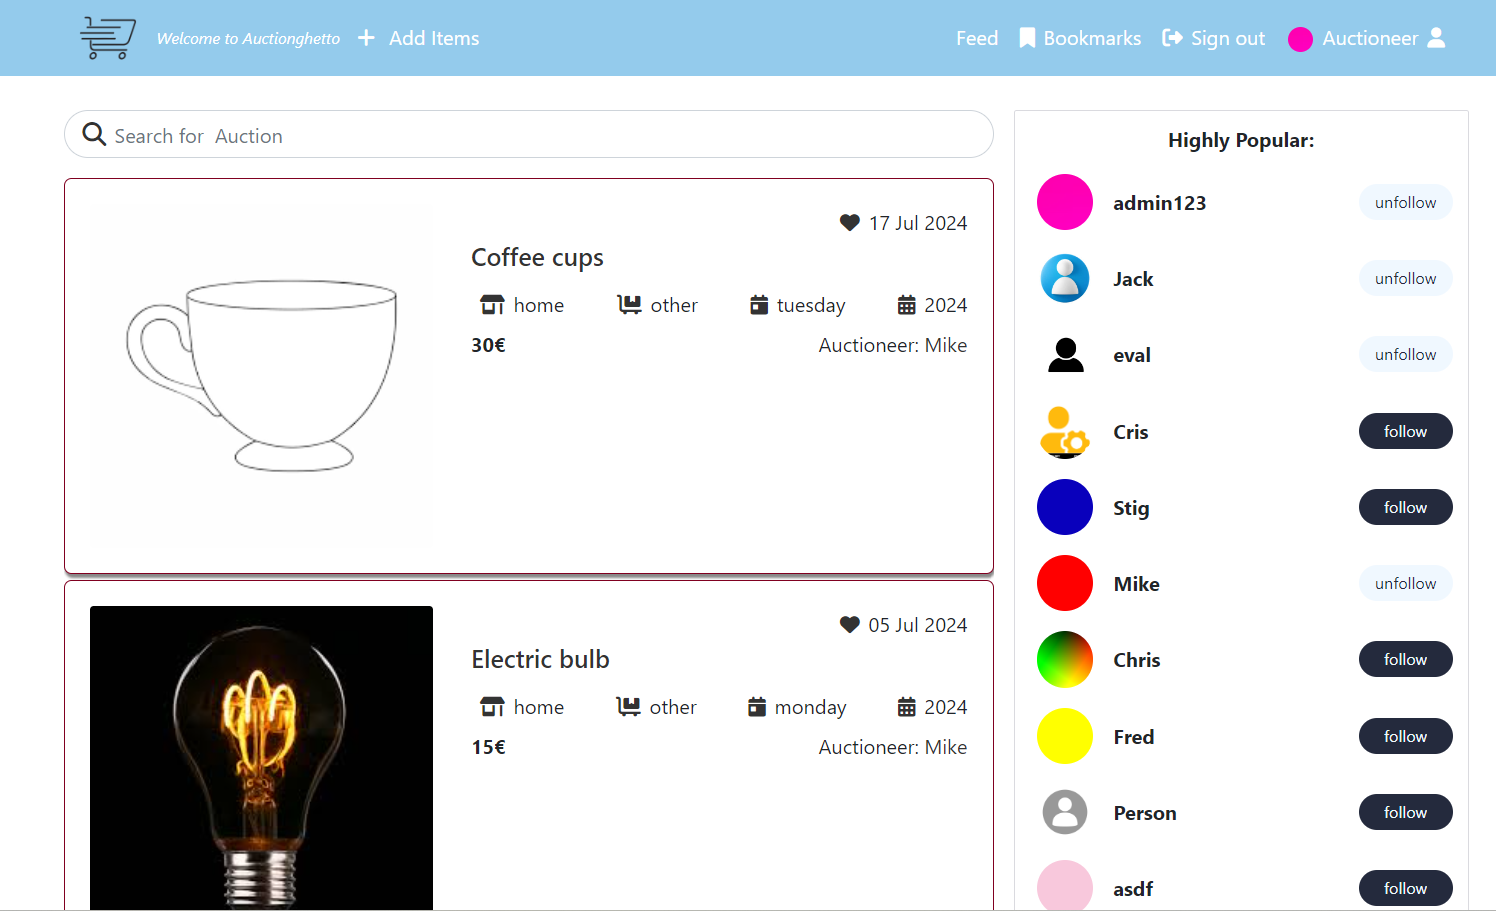 Welcome to Auctionghetto
Add Items
Feed
Bookmarks
Sign out
Auctioneer
Search for  Auction
17 Jul 2024
Coffee cups
home other tuesday 2024
30€ Auctioneer: Mike
05 Jul 2024
Electric bulb
home other monday 2024
15€ Auctioneer: Mike
Highly Popular:
admin123 unfollow
Jack unfollow
eval unfollow
Cris follow
Stig follow
Mike unfollow
Chris follow
Fred follow
Person follow
asdf follow